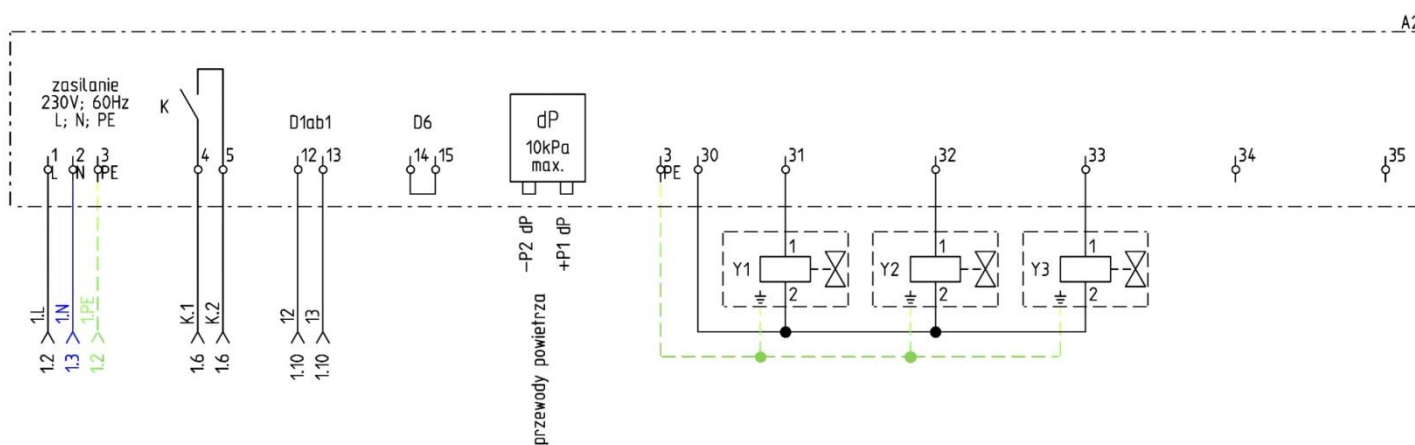 A2
zasilanie
230V; 60Hz
L; N; PE
K
D1ab1
D6
dP
10kPa
max.
1 2 3 4 5 12 13 14 15 3 30 31 32 33 34 35
L N PE PE
-P2 dP
+P1 dP
przewody powietrza
Y1 1 2
Y2 1 2
Y3 1 2
1.L 1.N 1.PE K.1 K.2 12 13
1.2 1.3 1.2 1.6 1.6 1.10 1.10